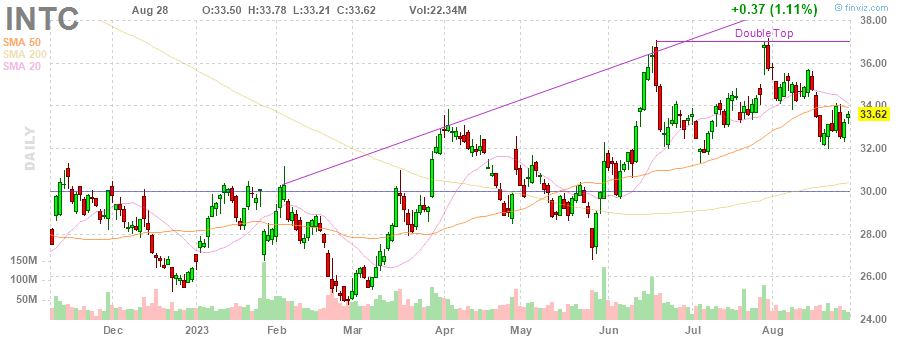 INTC
Aug 28 O:33.50 H:33.78 L:33.21 C:33.62 Vol:22.34M
+0.37 (1.11%)
© finviz.com
SMA 50
SMA 200
SMA 20
Double Top
DAILY
38.00
36.00
34.00
33.62
32.00
30.00
28.00
26.00
24.00
150M
100M
50M
Dec 2023 Feb Mar Apr May Jun Jul Aug